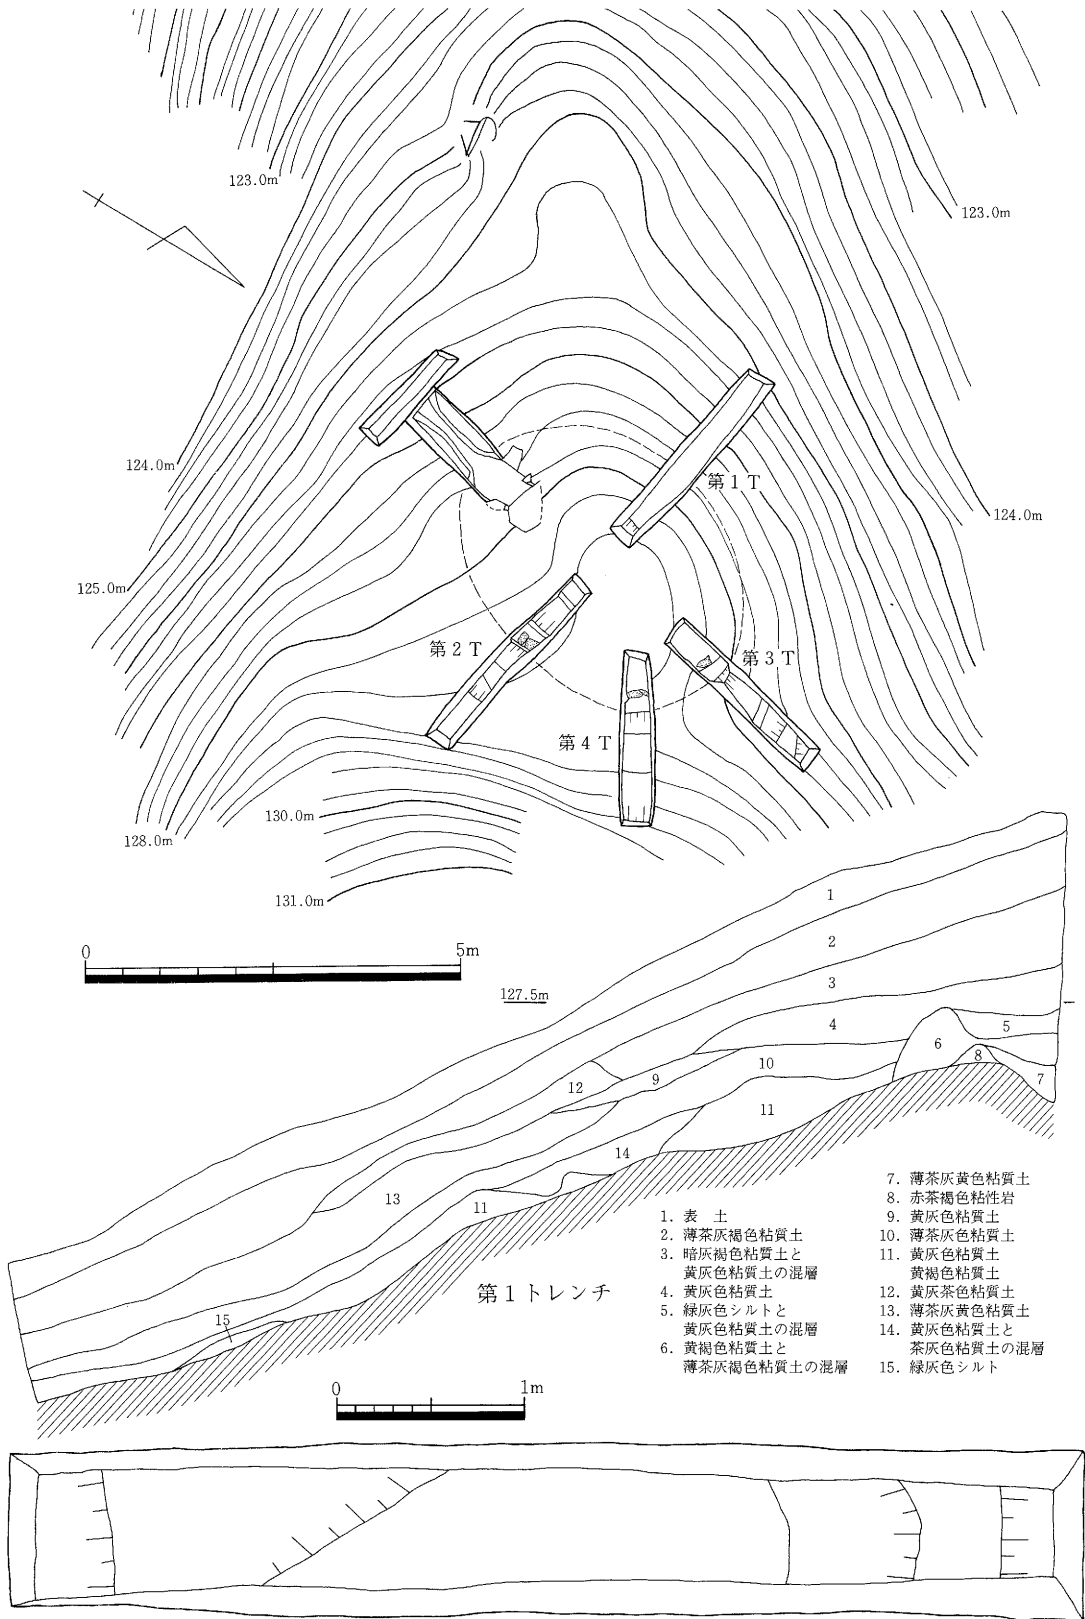 123.0m
123.0m
124.0m
124.0m
第1T
125.0m
第2T
第3T
第4T
130.0m
128.0m
131.0m
0 5m
127.5m
1
2
3
4
5
6
7
8
9
10
11
12
13
14
11
15
第1トレンチ
1. 表 土
2. 薄茶灰褐色粘質土
3. 暗灰褐色粘質土と
黄灰色粘質土の混層
4. 黄灰色粘質土
5. 緑灰色シルトと
黄灰色粘質土の混層
6. 黄褐色粘質土と
薄茶灰褐色粘質土の混層
7. 薄茶灰黄色粘質土
8. 赤茶褐色粘性岩
9. 黄灰色粘質土
10. 薄茶灰色粘質土
11. 黄灰色粘質土
黄褐色粘質土
12. 黄灰茶色粘質土
13. 薄茶灰黄色粘質土
14. 黄灰色粘質土と
茶灰色粘質土の混層
15. 緑灰色シルト
0 1m